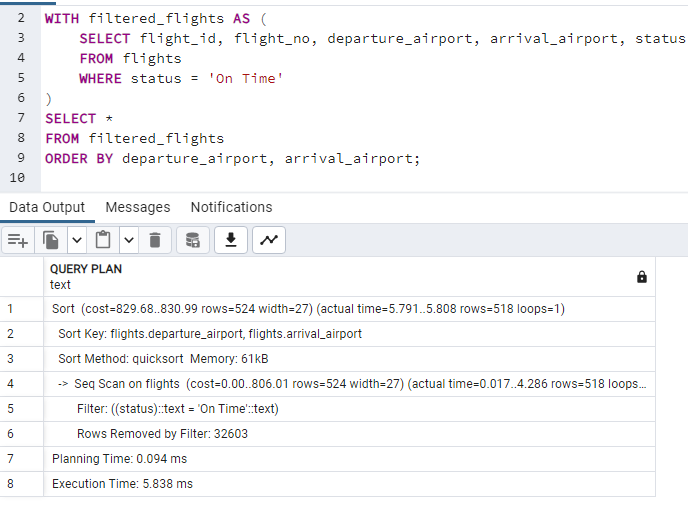 2 WITH filtered_flights AS (
3 SELECT flight_id, flight_no, departure_airport, arrival_airport, status
4 FROM flights
5 WHERE status = 'On Time'
6 )
7 SELECT *
8 FROM filtered_flights
9 ORDER BY departure_airport, arrival_airport;
10
Data Output Messages Notifications
QUERY PLAN
text
1 Sort (cost=829.68..830.99 rows=524 width=27) (actual time=5.791..5.808 rows=518 loops=1)
2 Sort Key: flights.departure_airport, flights.arrival_airport
3 Sort Method: quicksort Memory: 61kB
4 -> Seq Scan on flights (cost=0.00..806.01 rows=524 width=27) (actual time=0.017..4.286 rows=518 loops...
5 Filter: ((status)::text = 'On Time'::text)
6 Rows Removed by Filter: 32603
7 Planning Time: 0.094 ms
8 Execution Time: 5.838 ms